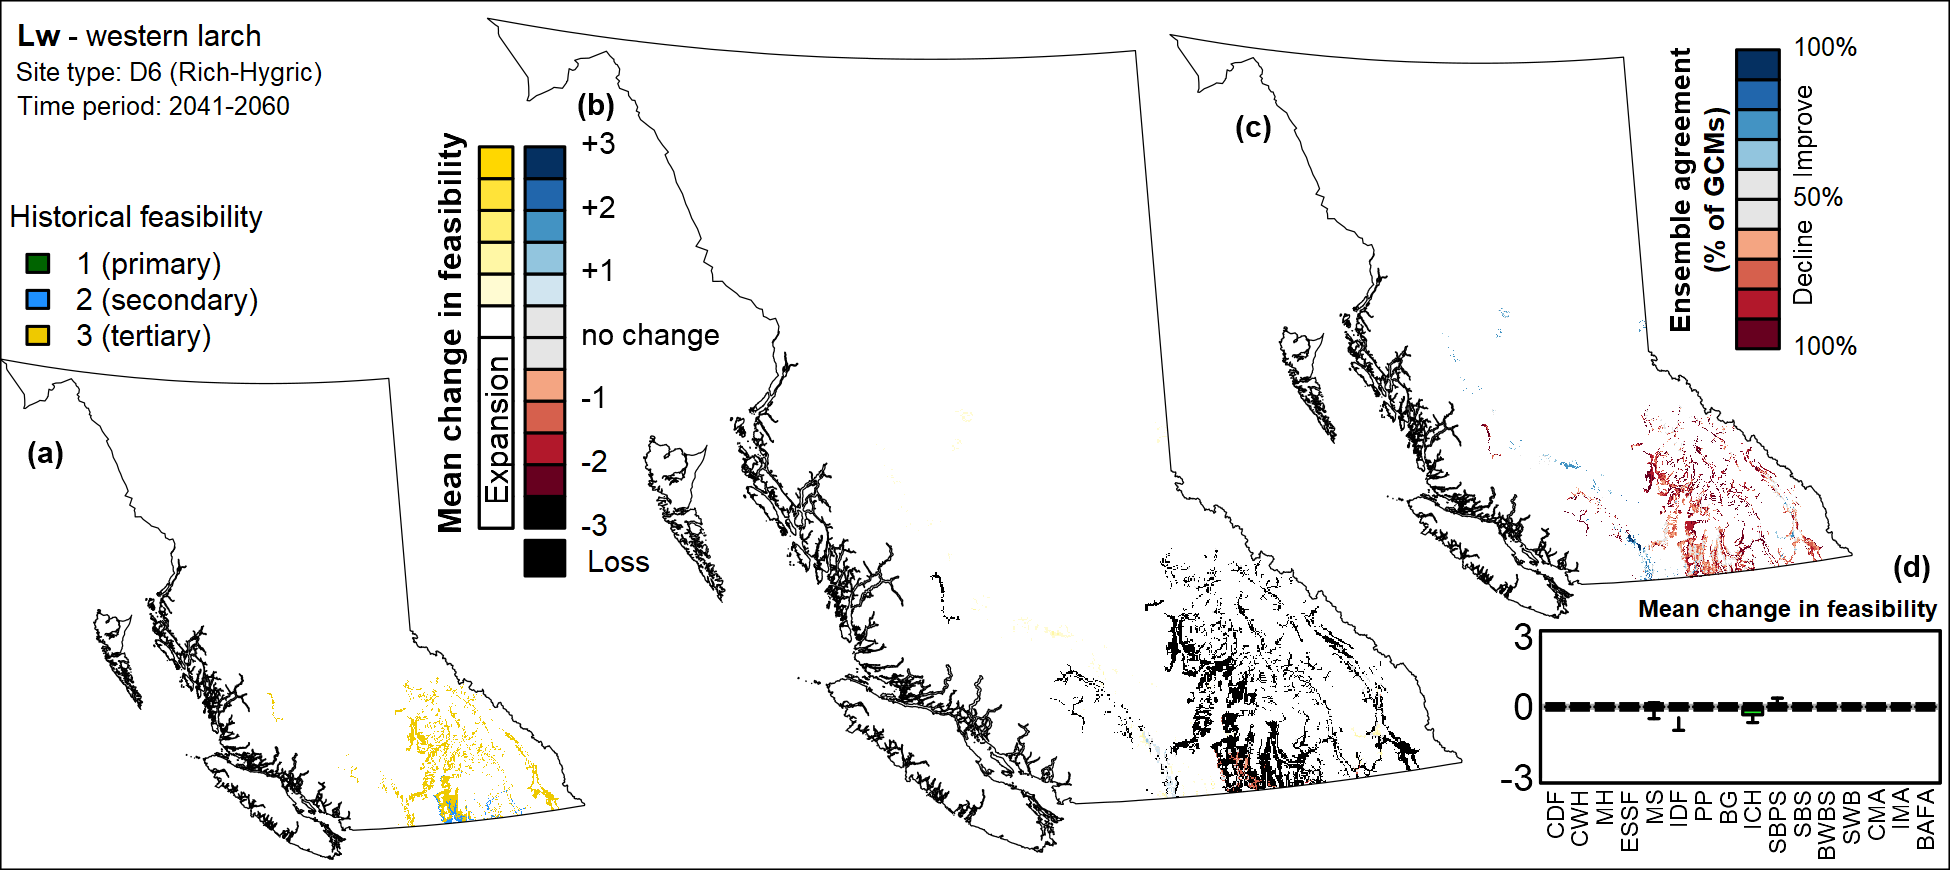 Lw - western larch
Site type: D6 (Rich-Hygric)
Time period: 2041-2060
Historical feasibility
1 (primary)
2 (secondary)
3 (tertiary)
(a)
(b)
Mean change in feasibility
Expansion
+3
+2
+1
no change
-1
-2
-3
Loss
(c)
Ensemble agreement
(% of GCMs)
100%
Improve
50%
Decline
100%
(d)
Mean change in feasibility
3
0
-3
CDF
CWH
MH
ESSF
MS
IDF
PP
BG
ICH
SBPS
SBS
BWBS
SWB
CMA
IMA
BAFA